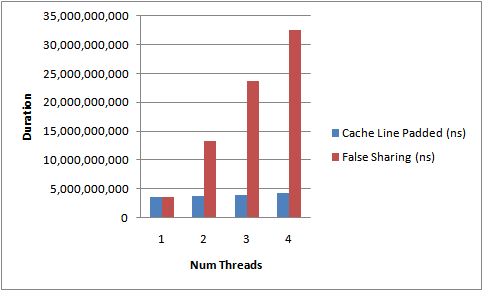 35,000,000,000
30,000,000,000
25,000,000,000
20,000,000,000
15,000,000,000
10,000,000,000
5,000,000,000
0
Duration
1 2 3 4
Num Threads
Cache Line Padded (ns)
False Sharing (ns)